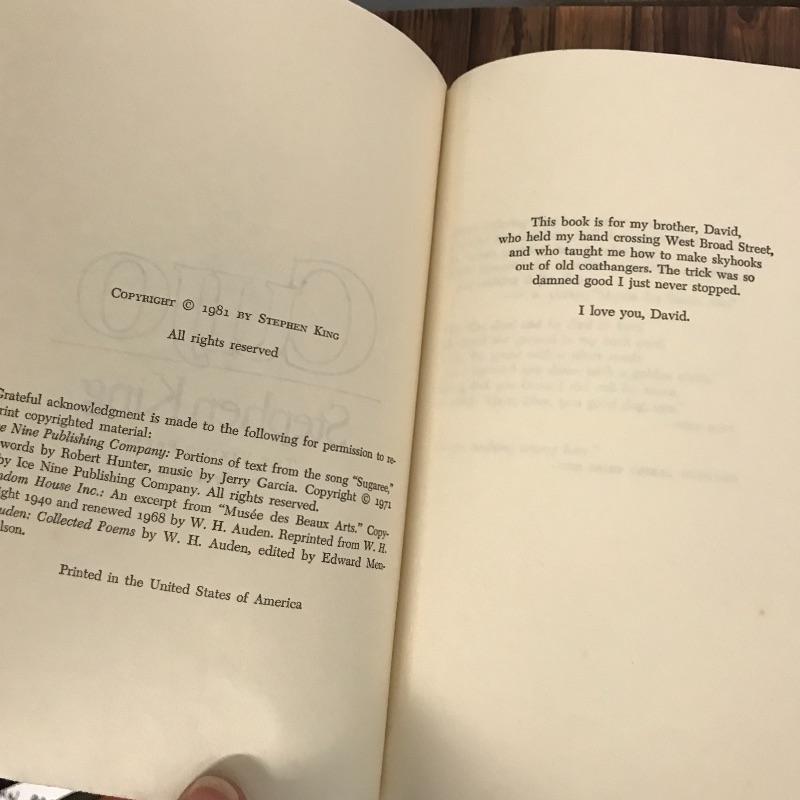 COPYRIGHT © 1981 BY STEPHEN KING
All rights reserved
Grateful acknowledgment is made to the following for permission to re-
rint copyrighted material:
e Nine Publishing Company: Portions of text from the song "Sugaree,"
words by Robert Hunter, music by Jerry Garcia. Copyright © 1971
by Ice Nine Publishing Company. All rights reserved.
ndom House Inc.: An excerpt from "Musée des Beaux Arts." Copy-
ight 1940 and renewed 1968 by W. H. Auden. Reprinted from W. H.
uden: Collected Poems by W. H. Auden, edited by Edward Men-
lson.
Printed in the United States of America
This book is for my brother, David,
who held my hand crossing West Broad Street,
and who taught me how to make skyhooks
out of old coathangers. The trick was so
damned good I just never stopped.
I love you, David.
CUJO
Stephen King